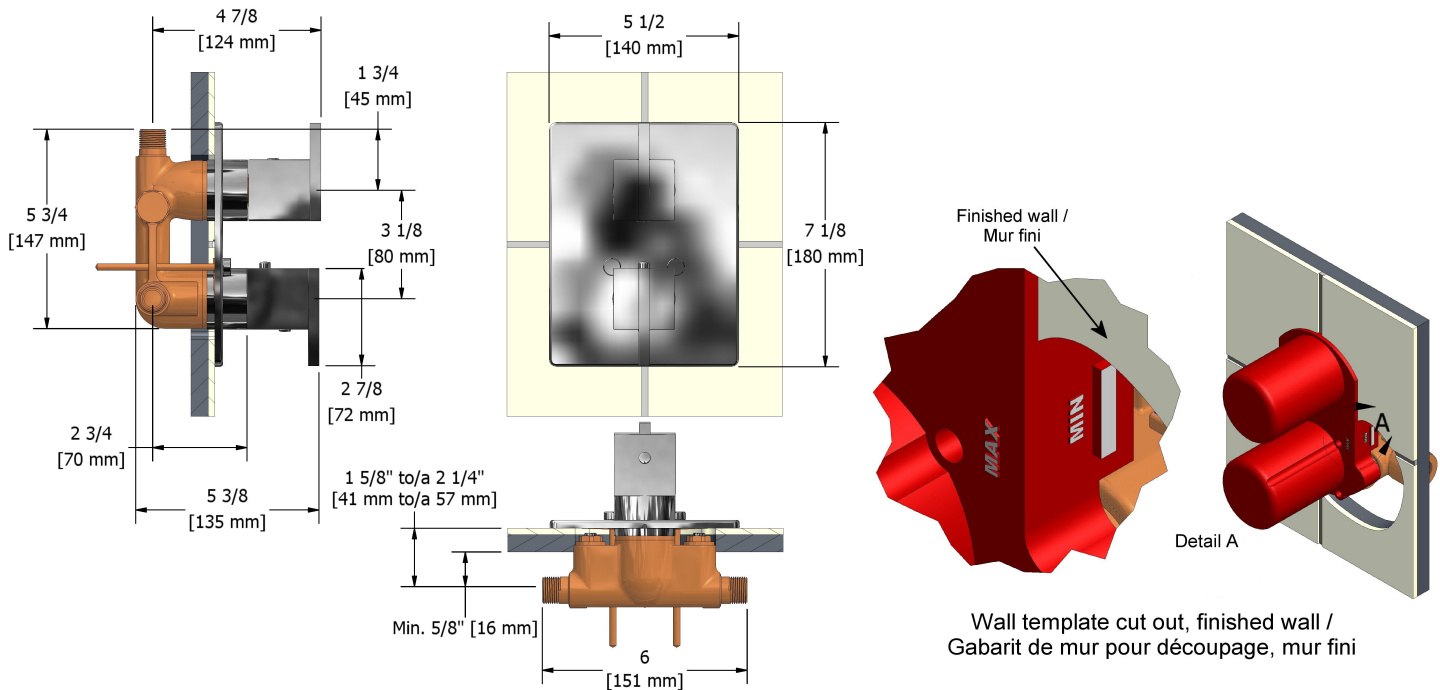 4 7/8
[124 mm]
1 3/4
[45 mm]
5 3/4
[147 mm]
3 1/8
[80 mm]
2 7/8
[72 mm]
2 3/4
[70 mm]
5 3/8
[135 mm]
5 1/2
[140 mm]
7 1/8
[180 mm]
1 5/8" to/a 2 1/4"
[41 mm to/a 57 mm]
Min. 5/8" [16 mm]
6
[151 mm]
Finished wall /
Mur fini
MAX
MIN
A
Detail A
Wall template cut out, finished wall /
Gabarit de mur pour découpage, mur fini